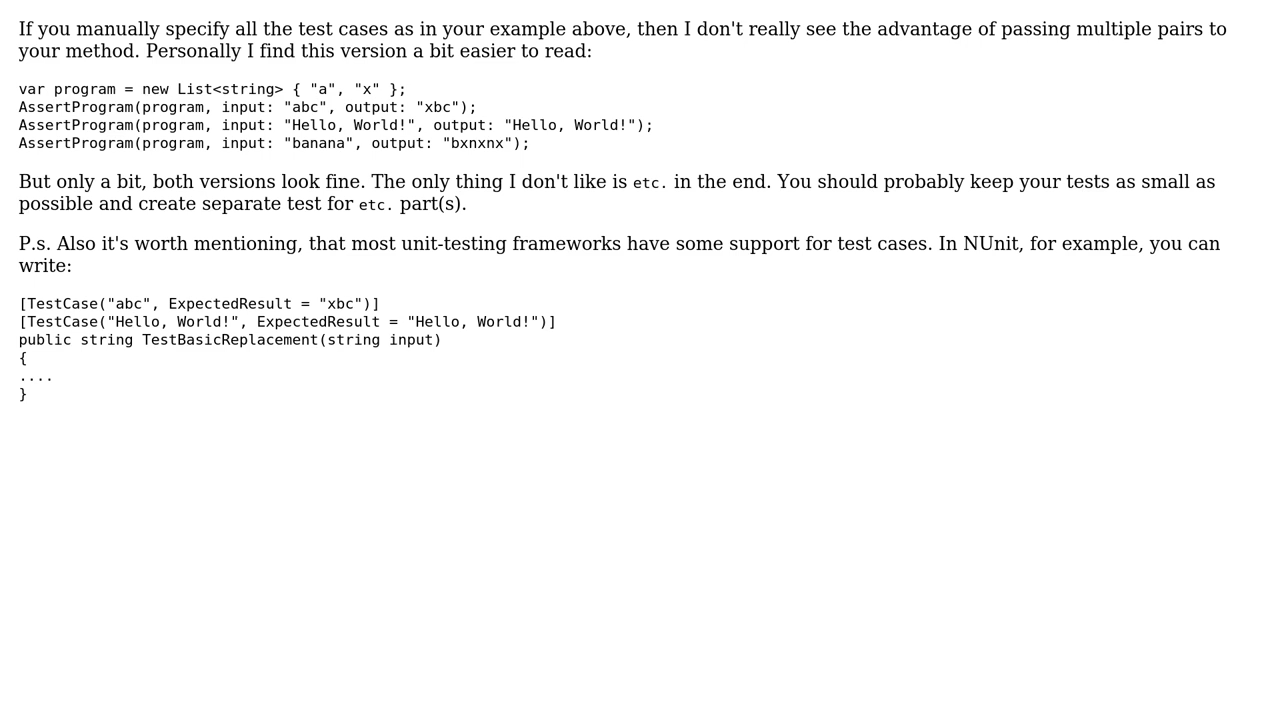 If you manually specify all the test cases as in your example above, then I don't really see the advantage of passing multiple pairs to
your method. Personally I find this version a bit easier to read:
var program = new List<string> { "a", "x" };
AssertProgram(program, input: "abc", output: "xbc");
AssertProgram(program, input: "Hello, World!", output: "Hello, World!");
AssertProgram(program, input: "banana", output: "bxnxnx");
But only a bit, both versions look fine. The only thing I don't like is etc. in the end. You should probably keep your tests as small as
possible and create separate test for etc. part(s).
P.s. Also it's worth mentioning, that most unit-testing frameworks have some support for test cases. In NUnit, for example, you can
write:
[TestCase("abc", ExpectedResult = "xbc")]
[TestCase("Hello, World!", ExpectedResult = "Hello, World!")]
public string TestBasicReplacement(string input)
{
....
}